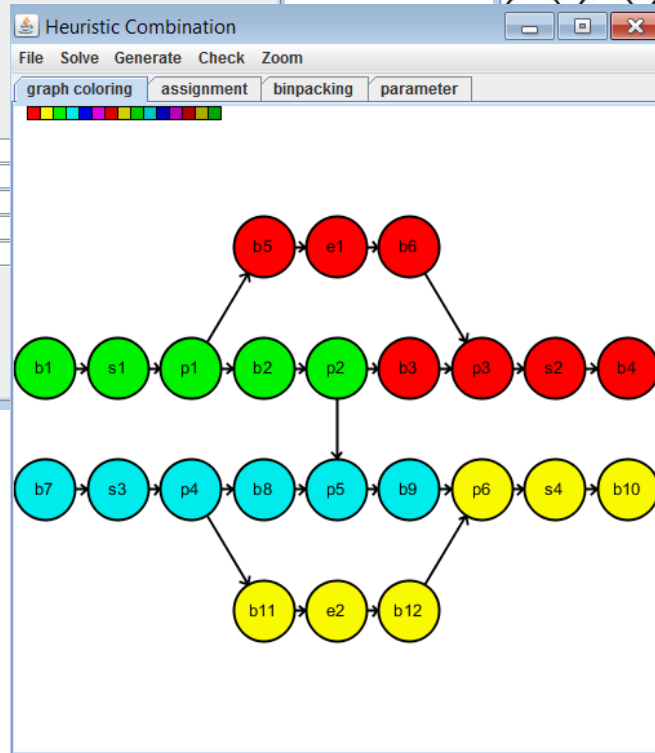 Heuristic Combination
File Solve Generate Check Zoom
graph coloring assignment binpacking parameter
b5 e1 b6
b1 s1 p1 b2 p2 b3 p3 s2 b4
b7 s3 p4 b8 p5 b9 p6 s4 b10
b11 e2 b12